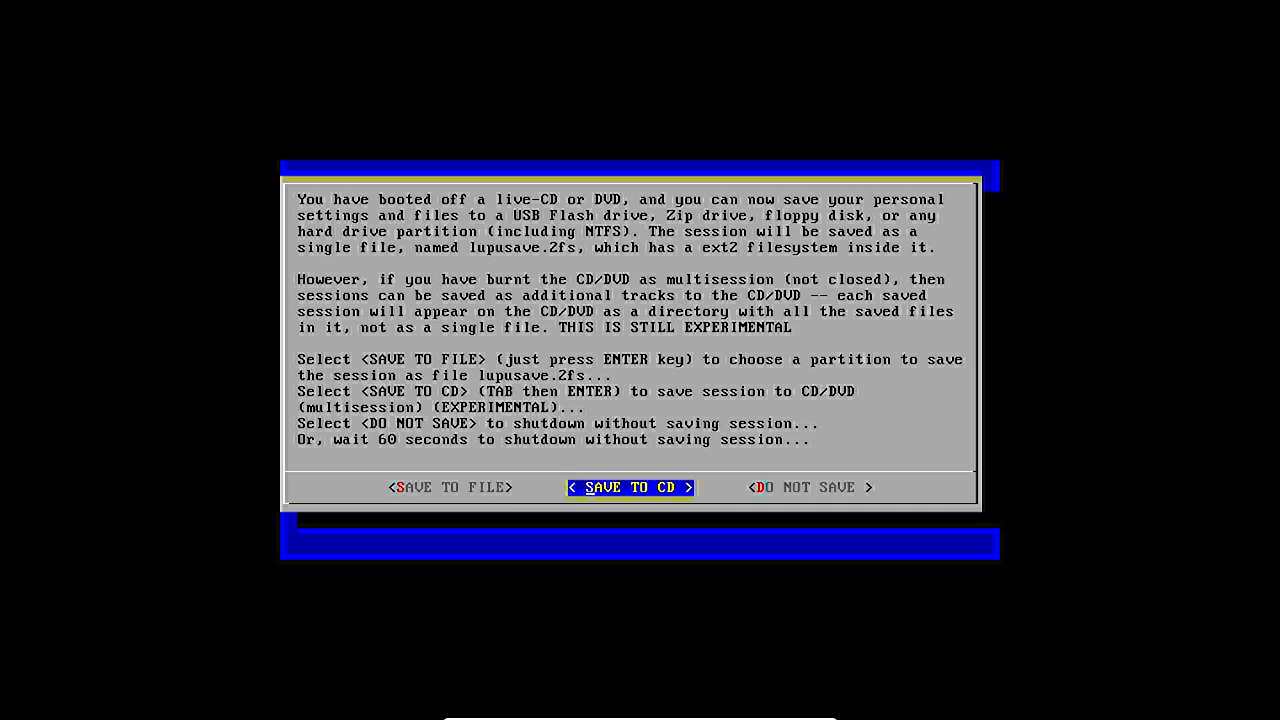 You have booted off a live-CD or DVD, and you can now save your personal
settings and files to a USB Flash drive, Zip drive, floppy disk, or any
hard drive partition (including NTFS). The session will be saved as a
single file, named lupusave.2fs, which has a ext2 filesystem inside it.
However, if you have burnt the CD/DVD as multisession (not closed), then
sessions can be saved as additional tracks to the CD/DVD -- each saved
session will appear on the CD/DVD as a directory with all the saved files
in it, not as a single file. THIS IS STILL EXPERIMENTAL
Select <SAVE TO FILE> (just press ENTER key) to choose a partition to save
the session as file lupusave.2fs...
Select <SAVE TO CD> (TAB then ENTER) to save session to CD/DVD
(multisession) (EXPERIMENTAL)...
Select <DO NOT SAVE> to shutdown without saving session...
Or, wait 60 seconds to shutdown without saving session...
<SAVE TO FILE> < SAVE TO CD > <DO NOT SAVE >